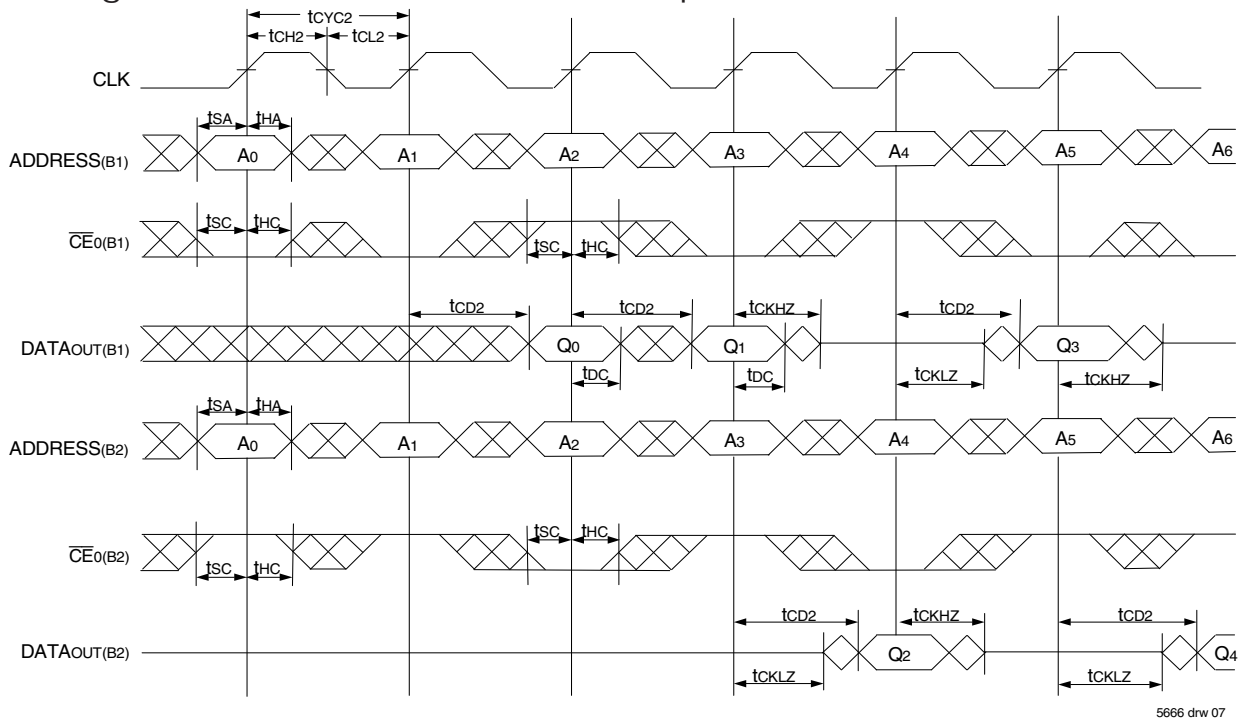 tCYC2
tCH2 tCL2
CLK
tSA tHA
ADDRESS(B1) A0 A1 A2 A3 A4 A5 A6
tSC tHC
CE0(B1) tSC tHC
tCD2 tCD2 tCKHZ tCD2
DATAOUT(B1) Q0 Q1 Q3
tDC tDC tCKLZ tCKHZ
tSA tHA
ADDRESS(B2) A0 A1 A2 A3 A4 A5 A6
tSC tHC
CE0(B2)
tSC tHC
tCD2 tCKHZ tCD2
DATAOUT(B2) Q2 Q4
tCKLZ tCKLZ
5666 drw 07